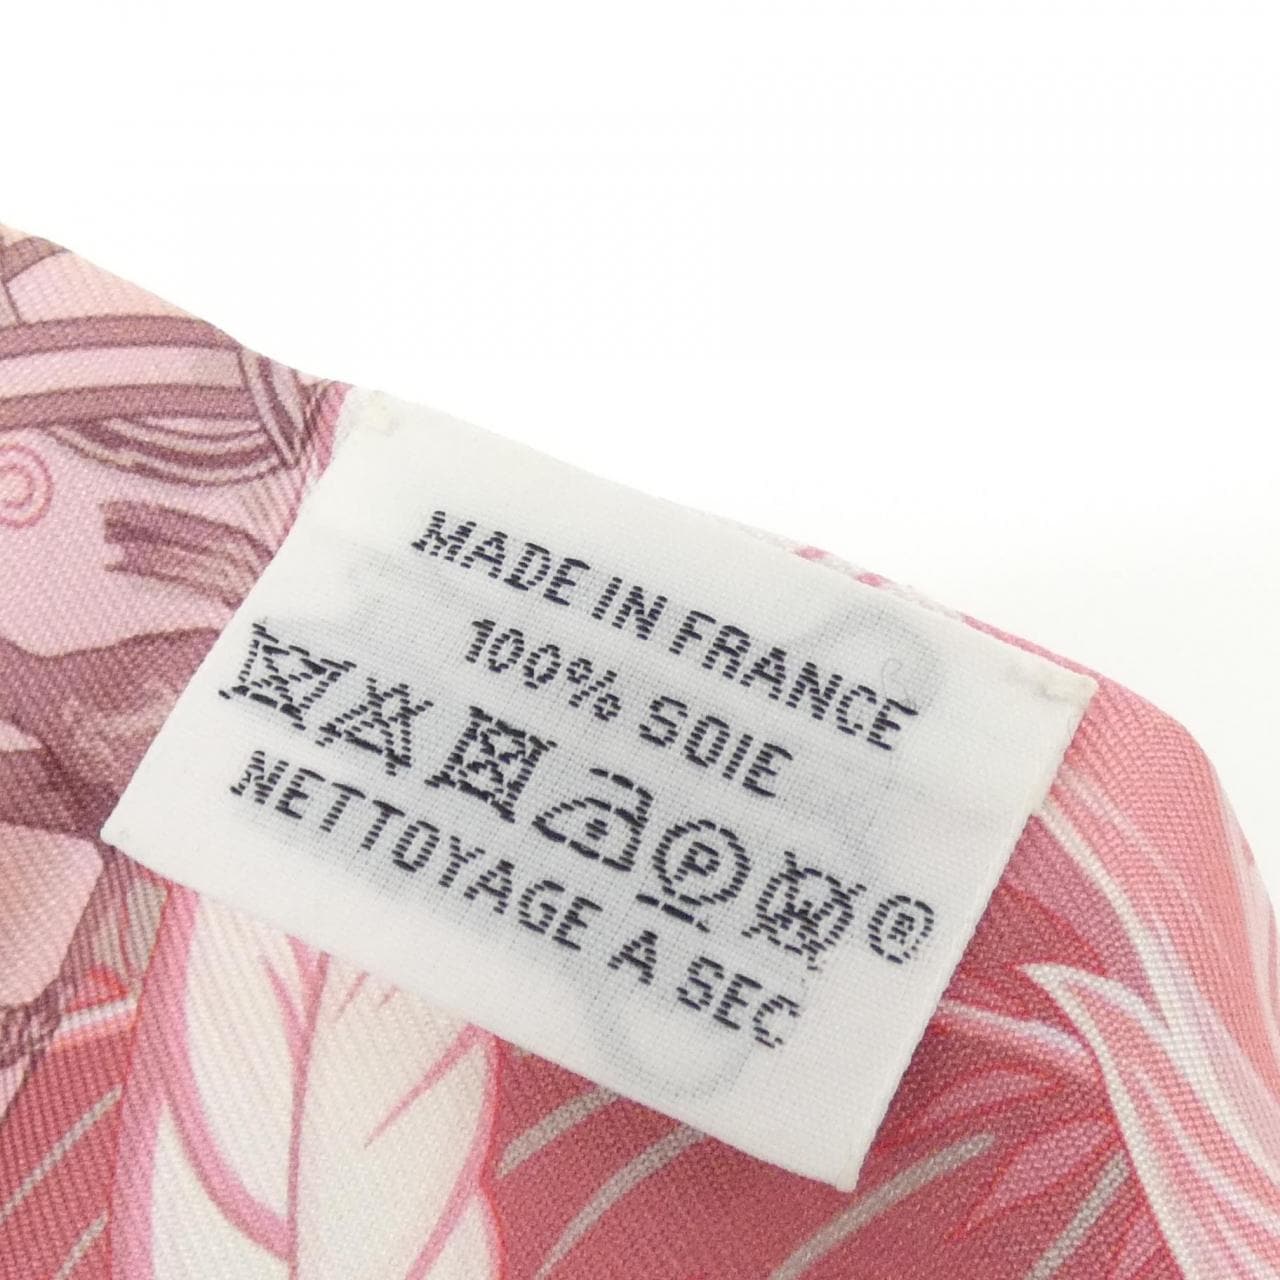 MADE IN FRANCE
100% SOIE
P ®
NETTOYAGE A SEC